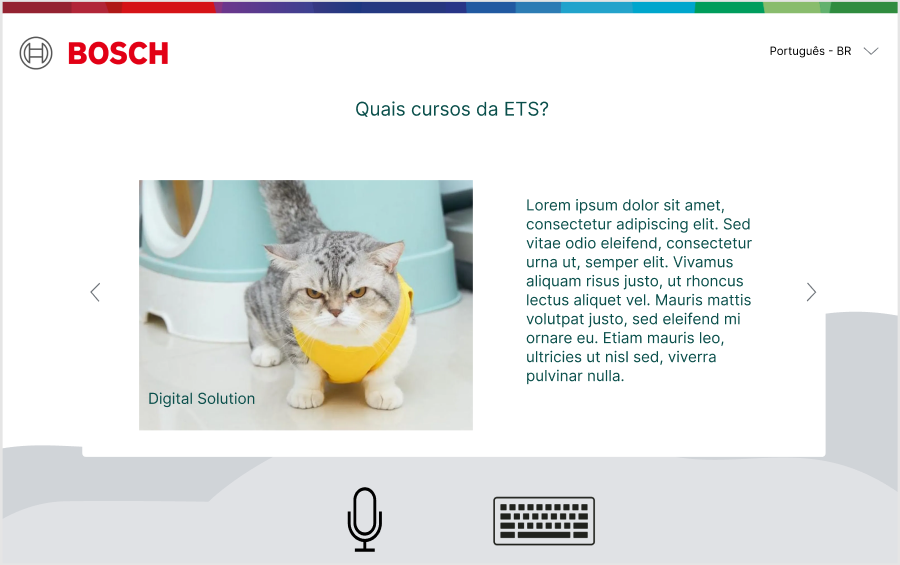 BOSCH
Português - BR
Quais cursos da ETS?
Lorem ipsum dolor sit amet,
consectetur adipiscing elit. Sed
vitae odio eleifend, consectetur
urna ut, semper elit. Vivamus
aliquam risus justo, ut rhoncus
lectus aliquet vel. Mauris mattis
volutpat justo, sed eleifend mi
ornare eu. Etiam mauris leo,
ultricies ut nisl sed, viverra
pulvinar nulla.
Digital Solution